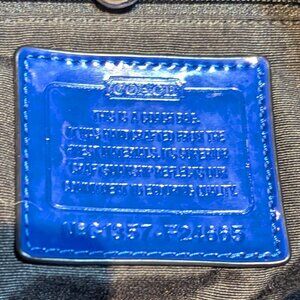 COACH
THIS IS A COACH BAG.
IT WAS HANDCRAFTED FROM THE
FINEST MATERIALS. ITS SUPERIOR
CRAFTSMANSHIP REFLECTS OUR
COMMITMENT TO ENDURING QUALITY.